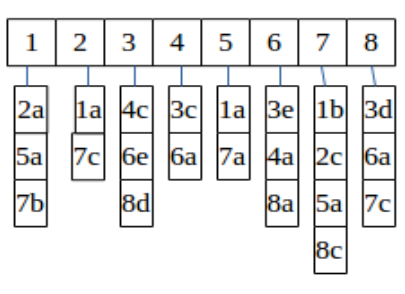 1 2 3 4 5 6 7 8
2a 1a 4c 3c 1a 3e 1b 3d
5a 7c 6e 6a 7a 4a 2c 6a
7b 8d 8a 5a 7c
8c